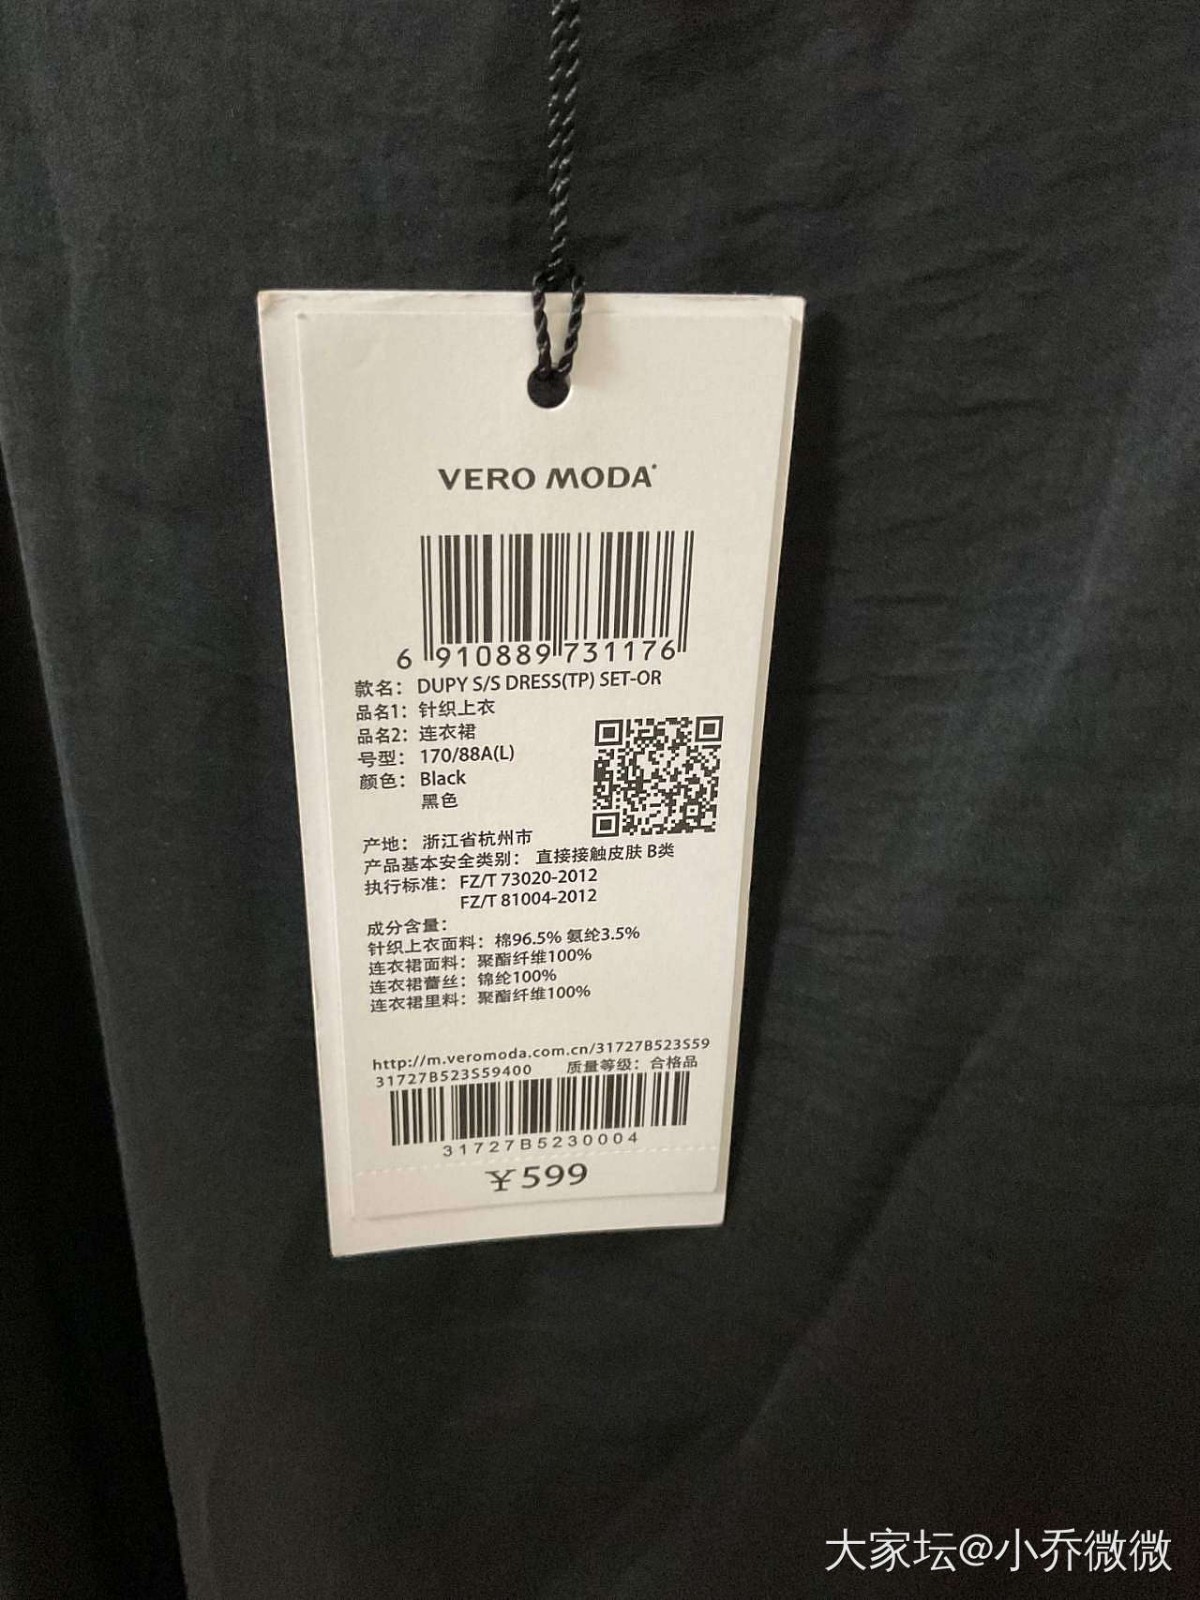 VERO MODA
6 910889 731176
款名: DUPY S/S DRESS(TP) SET-OR
品名1: 针织上衣
品名2: 连衣裙
号型: 170/88A(L)
颜色: Black
黑色
产地: 浙江省杭州市
产品基本安全类别: 直接接触皮肤 B类
执行标准: FZ/T 73020-2012
FZ/T 81004-2012
成分含量:
针织上衣面料: 棉96.5% 氨纶3.5%
连衣裙面料: 聚酯纤维100%
连衣裙蕾丝: 锦纶100%
连衣裙里料: 聚酯纤维100%
http://m.veromoda.com.cn/31727B523S59
31727B523S59400 质量等级: 合格品
31727B5230004
¥599
大家坛@小乔微微